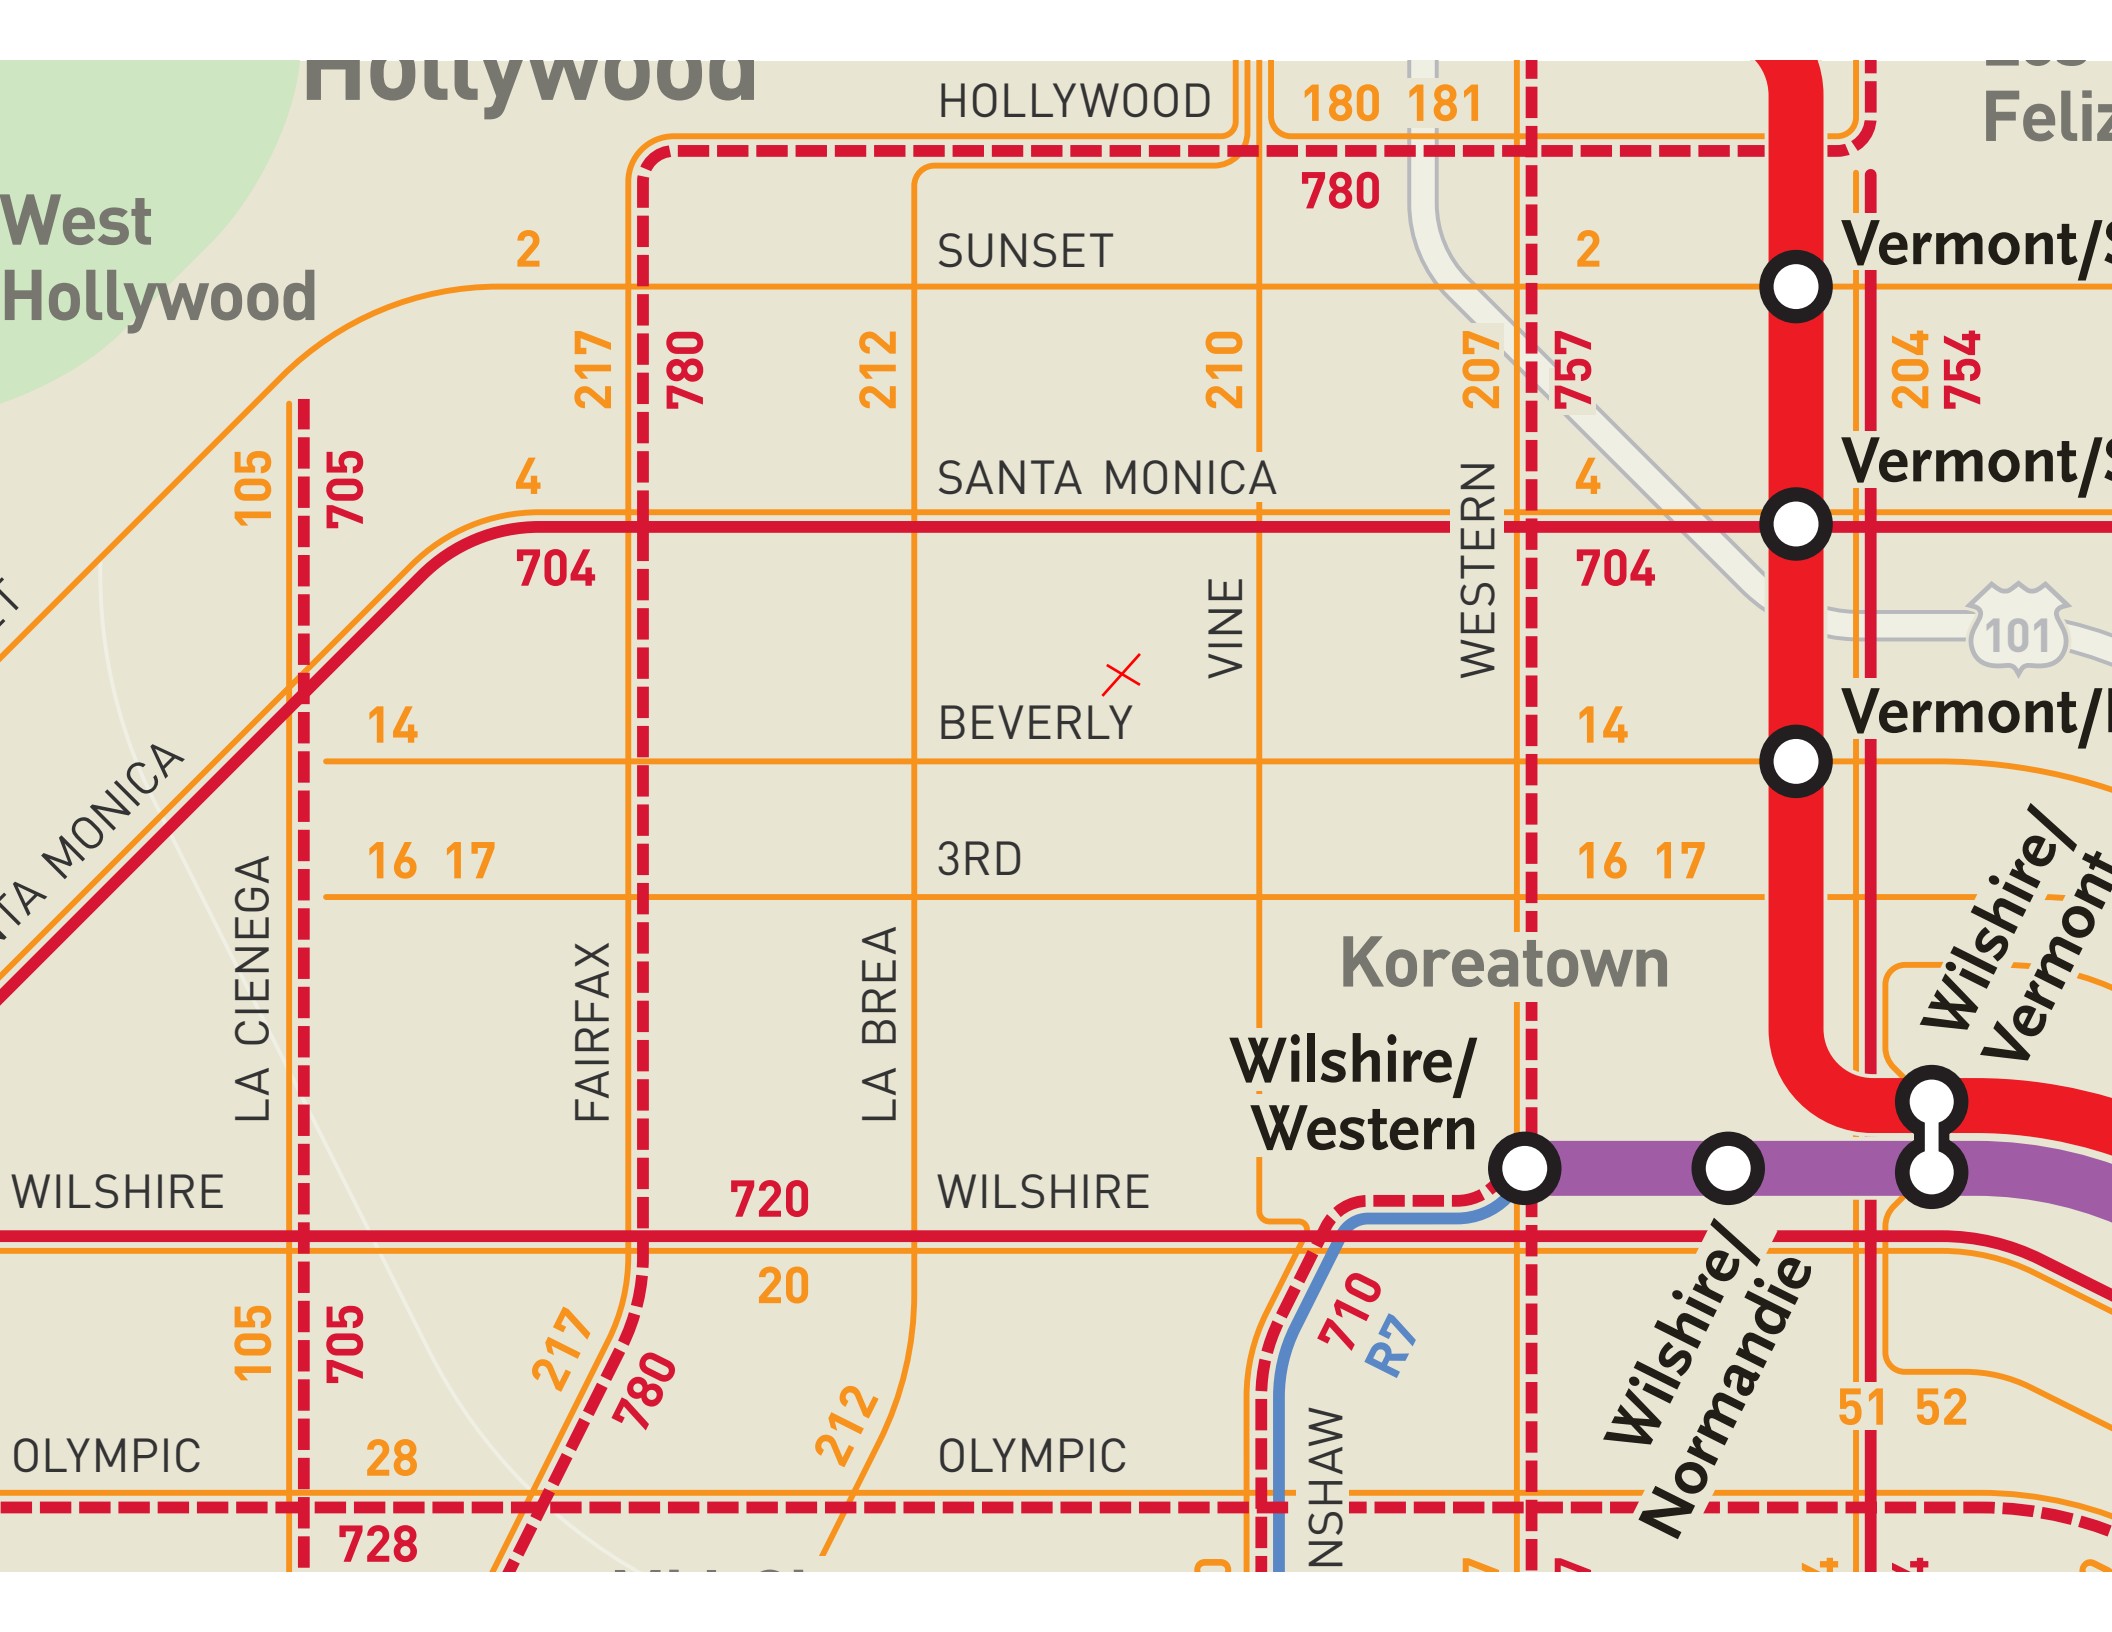 Hollywood
HOLLYWOOD
180 181
Feliz
780
West
Hollywood
2
SUNSET
2
Vermont/S
217
780
212
210
207
757
204
754
105
705
4
SANTA MONICA
4
Vermont/S
704
WESTERN
704
VINE
101
14
BEVERLY
14
Vermont/
MONICA
16 17
3RD
16 17
LA CIENEGA
FAIRFAX
LA BREA
Koreatown
Wilshire/
Vermont
Wilshire/
Western
WILSHIRE
720
WILSHIRE
20
105
705
217
780
212
710
R7
Wilshire/
Normandie
51 52
OLYMPIC
28
OLYMPIC
NSHAW
728